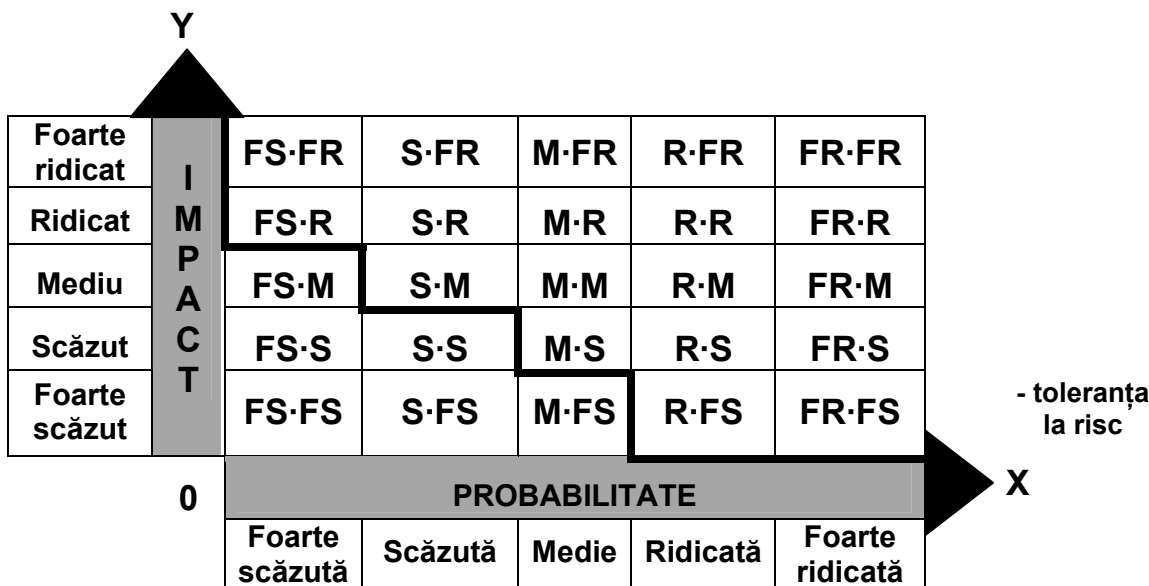 Y
Foarte
ridicat
FS·FR S·FR M·FR R·FR FR·FR
Ridicat
FS·R S·R M·R R·R FR·R
Mediu
FS·M S·M M·M R·M FR·M
Scăzut
FS·S S·S M·S R·S FR·S
Foarte
scăzut
FS·FS S·FS M·FS R·FS FR·FS
I
M
P
A
C
T
- toleranța
la risc
0
PROBABILITATE
X
Foarte
scăzută
Scăzută
Medie
Ridicată
Foarte
ridicată